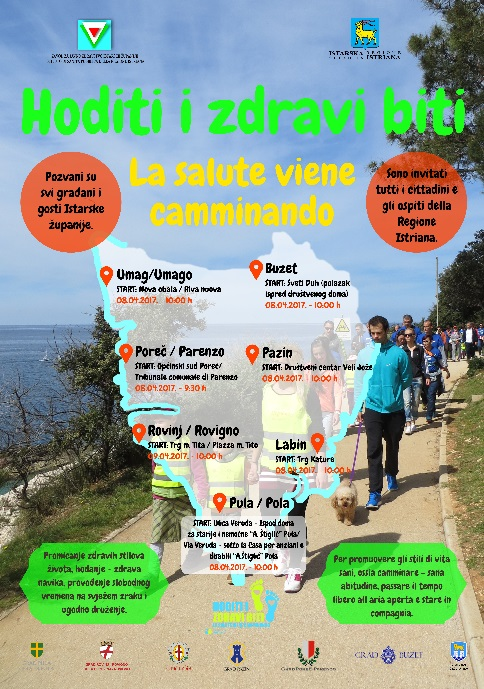 ISTARSKA REGIONE
ISTRIANA
Hoditi i zdravi biti
La salute viene
camminando
Pozvani su
svi građani i
gosti Istarske
županije.
Sono invitati
tutti i cittadini e
gli ospiti della
Regione
Istriana.
Umag/Umago
START: Nova obala / Riva nuova
08.04.2017. - 10:00 h
Buzet
START: Sveti Duh (polazak
ispred društvenog doma)
08.04.2017. - 10:00 h
Poreč / Parenzo
START: Općinski sud Poreč/
Tribunale comunale di Parenzo
08.04.2017. - 9:30 h
Pazin
START: Društveni centar Veli Jože
08.04.2017. - 10:00 h
Rovinj / Rovigno
START: Trg m. Tita / Piazza m. Tito
09.04.2017. - 10:00 h
Labin
START: Trg Kature
08.04.2017. - 10:00 h
Pula / Pola
START: Ulica Veruda - ispod doma
za starije i nemoćne "A. Štiglić" Pula/
Via Veruda - sotto la Casa per anziani e
disabili "A.Štiglić" Pola
08.04.2017. - 10:00 h
Promicanje zdravih stilova
života, hodanje - zdrava
navika, provođenje slobodnog
vremena na svježem zraku i
ugodno druženje.
Per promuovere gli stili di vita
sani, ossia camminare - sana
abitudine, passare il tempo
libero all aria aperta e stare in
compagnia.
HODITI I
ZDRAVI BITI
GRAD BUZET